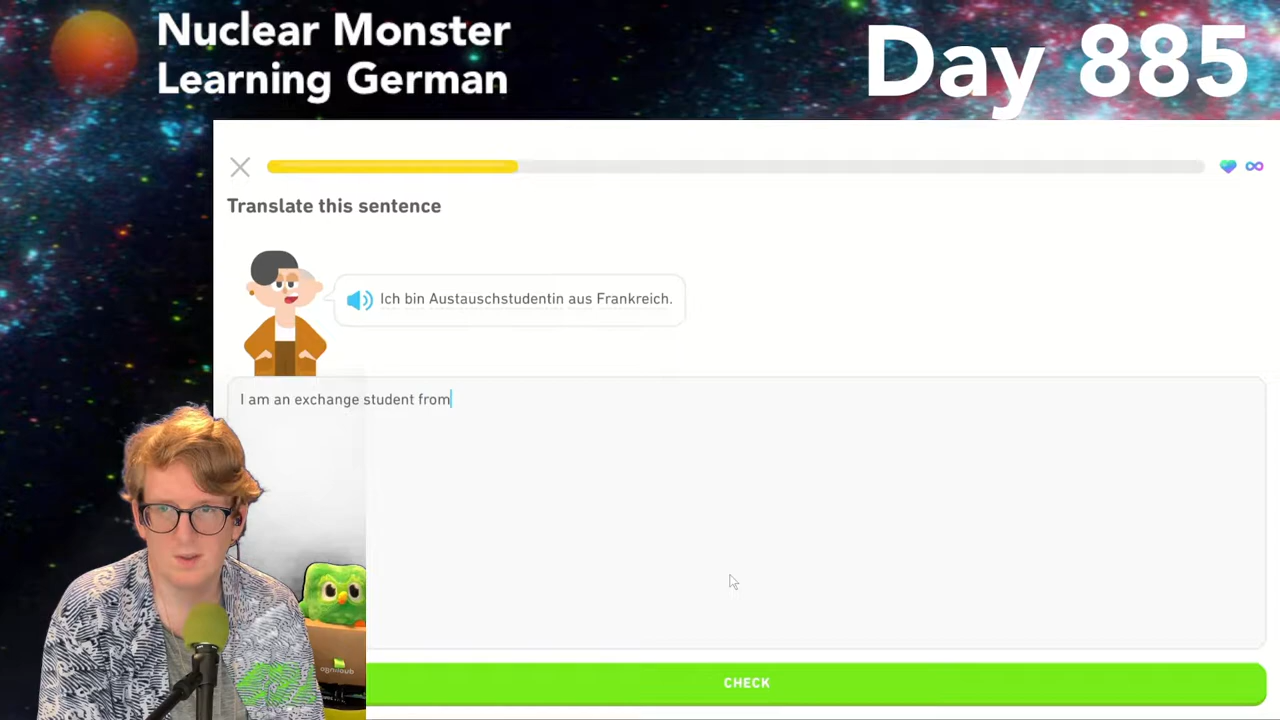 Nuclear Monster
Learning German
Day 885
Translate this sentence
Ich bin Austauschstudentin aus Frankreich.
I am an exchange student from
CHECK